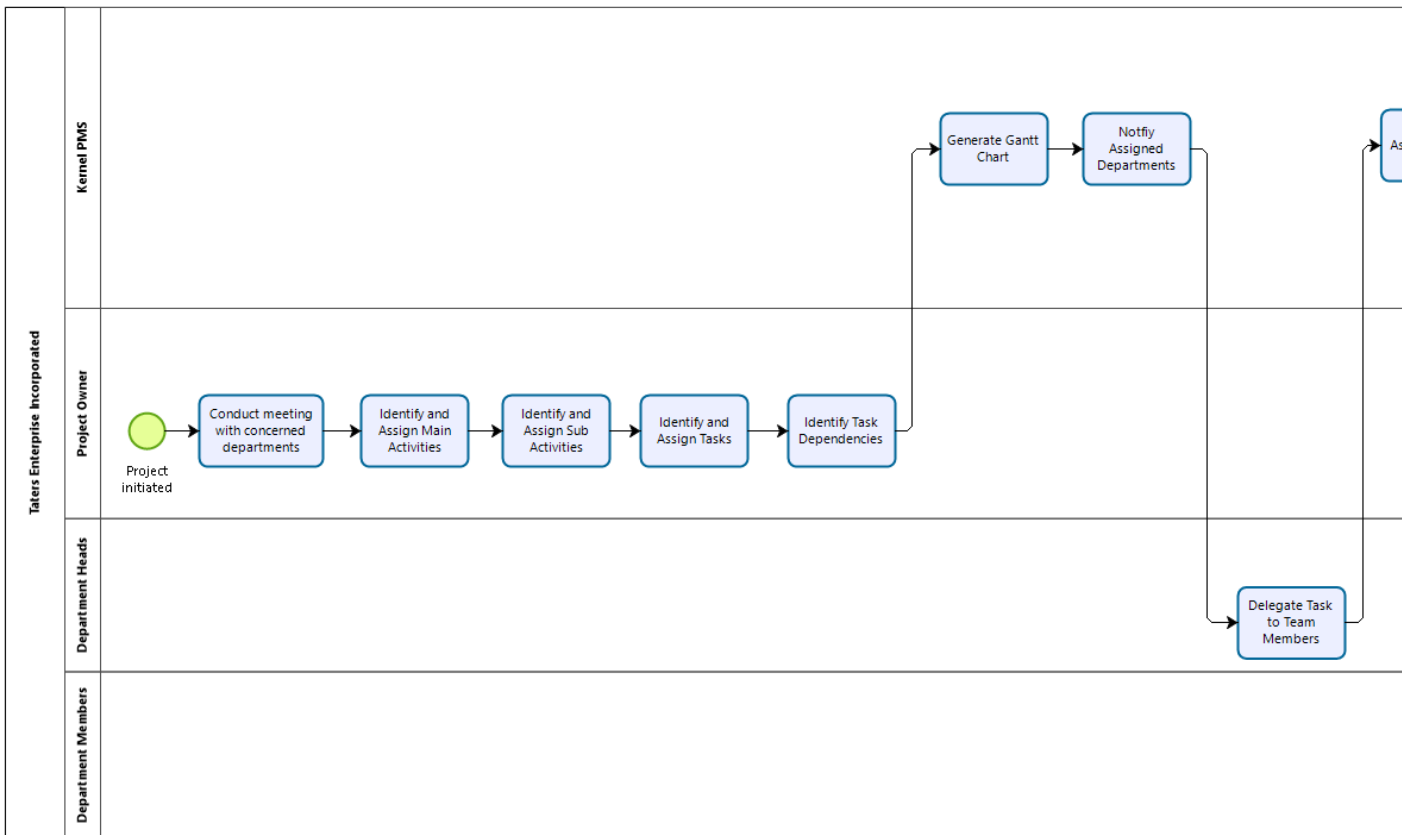 Taters Enterprise Incorporated
Kernel PMS
Generate Gantt
Chart
Notfiy
Assigned
Departments
As
Project Owner
Project
initiated
Conduct meeting
with concerned
departments
Identify and
Assign Main
Activities
Identify and
Assign Sub
Activities
Identify and
Assign Tasks
Identify Task
Dependencies
Department Heads
Delegate Task
to Team
Members
Department Members